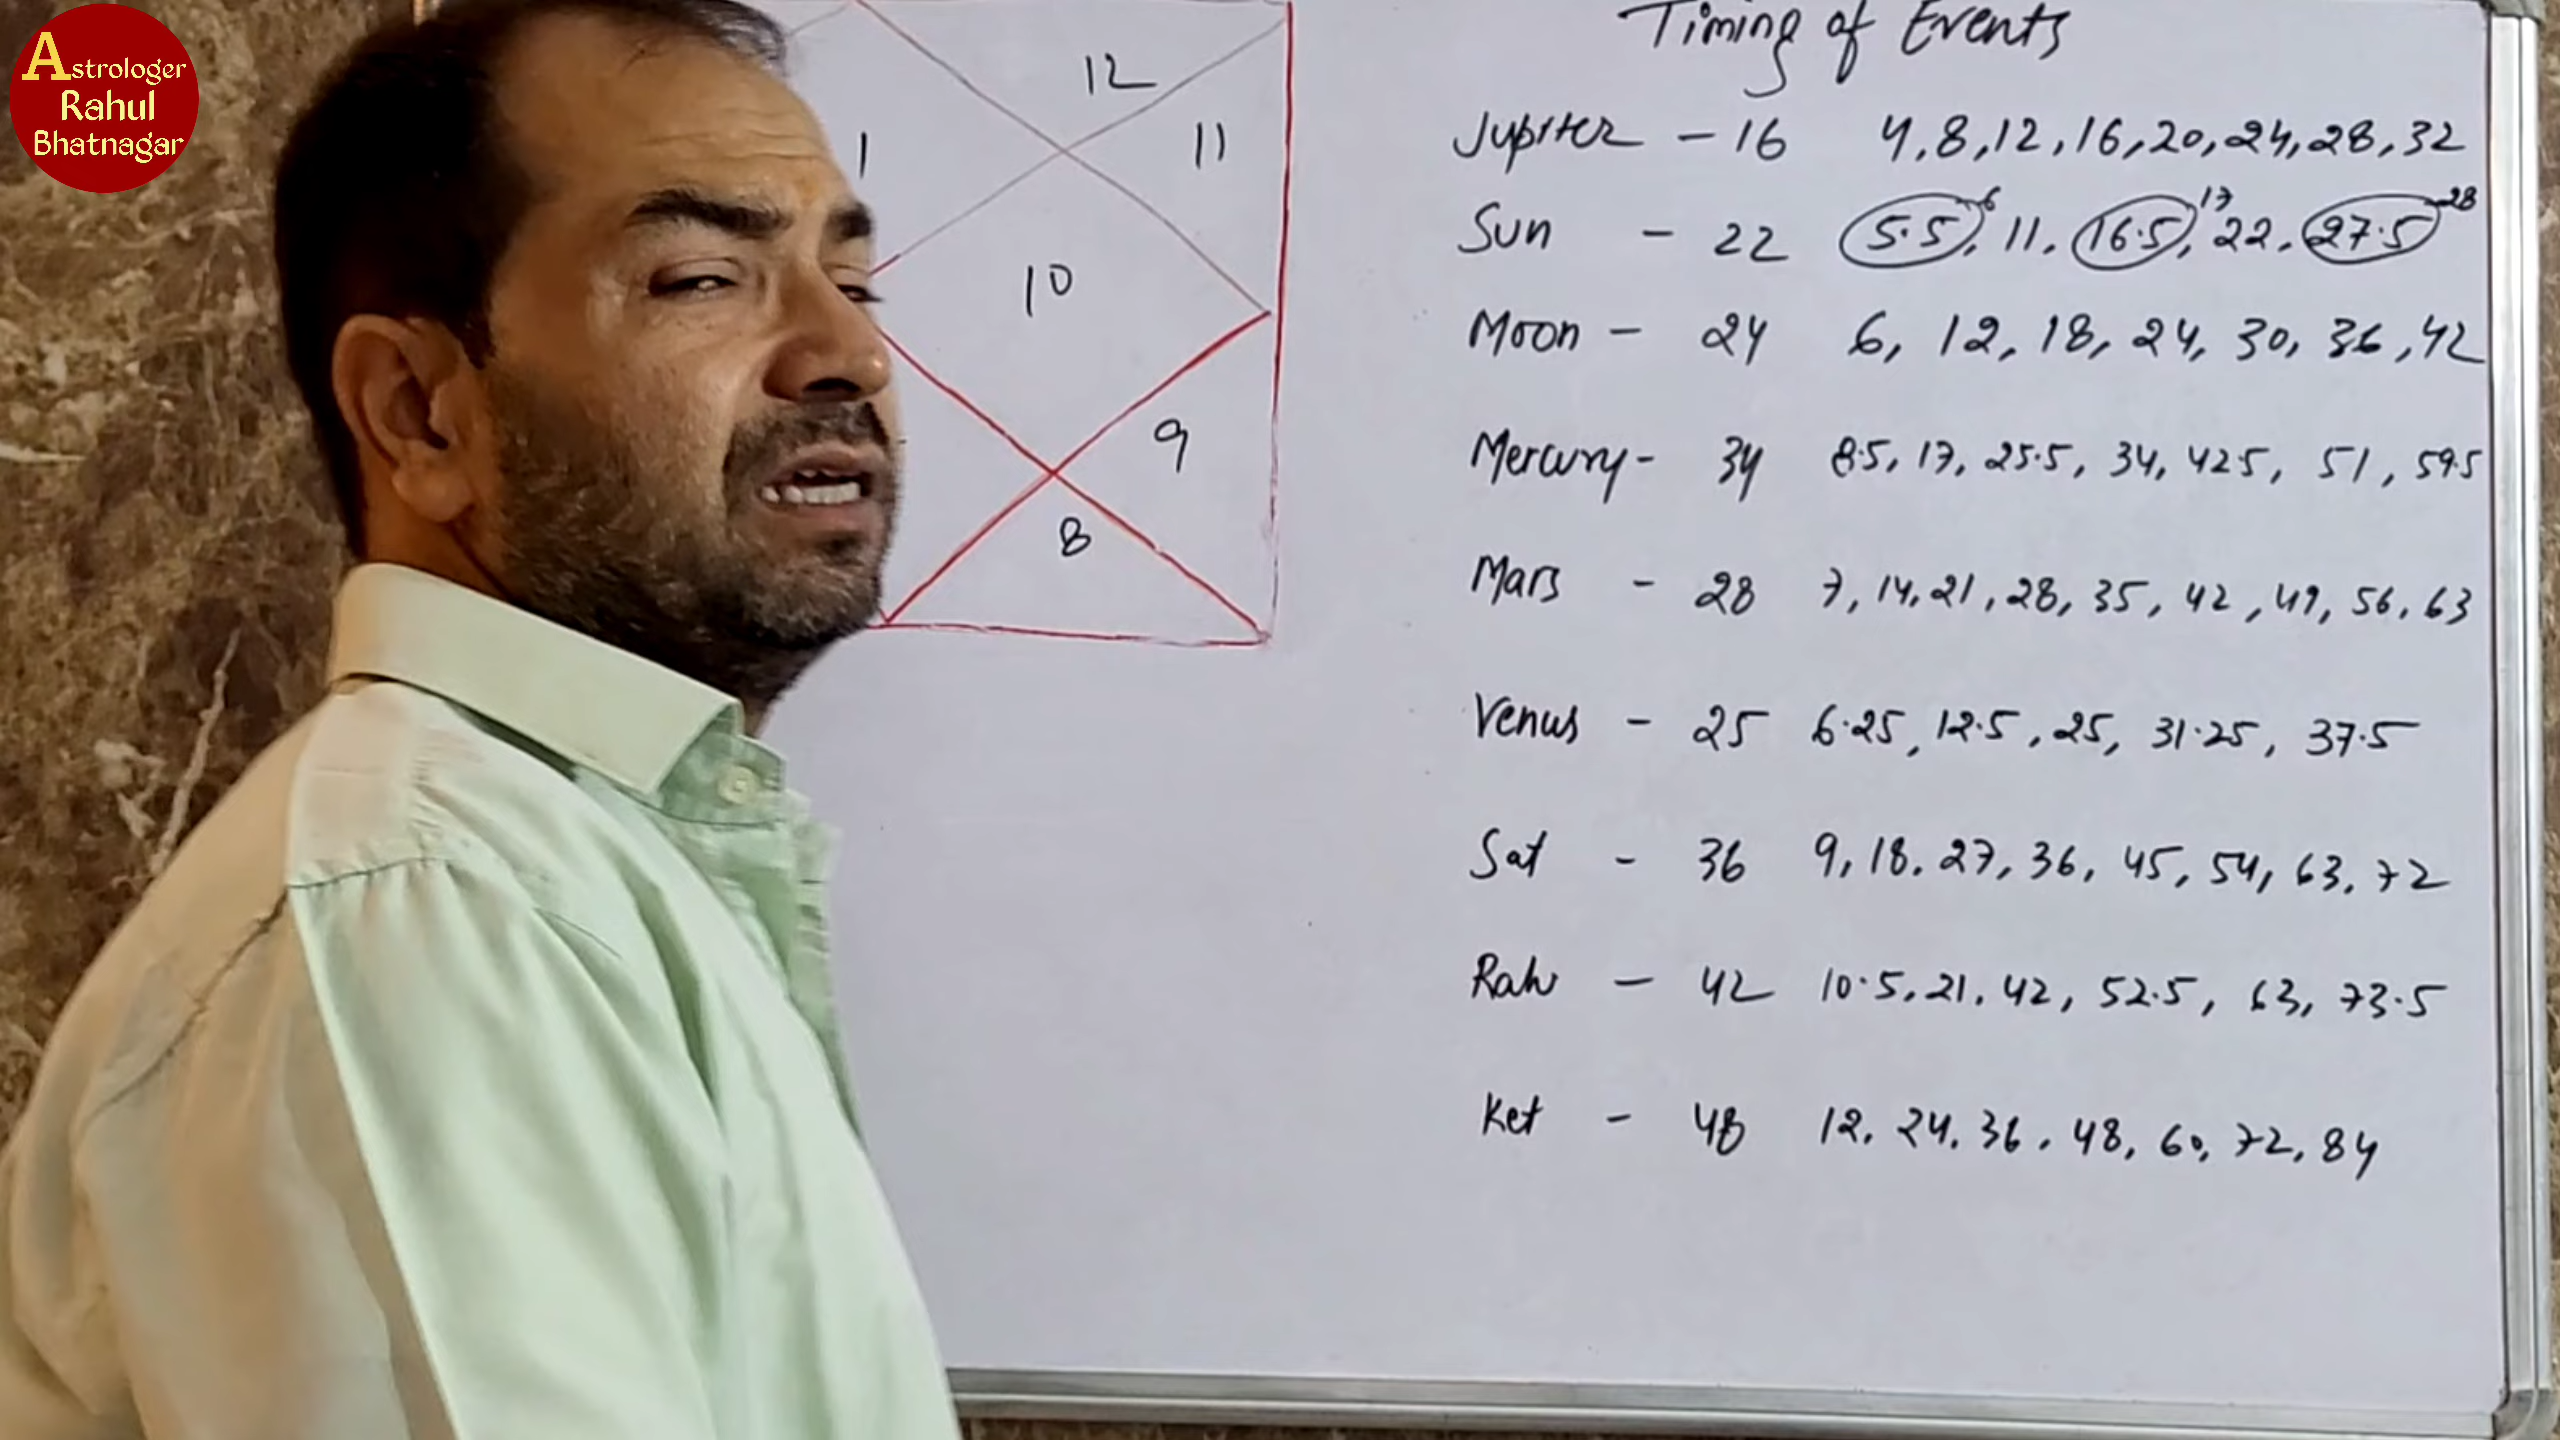 Astrologer
Rahul
Bhatnagar
12
1
11
10
9
8
Timing of Events
Jupiter - 16 4, 8, 12, 16, 20, 24, 28, 32
Sun - 22 5.5, 6 11. 16.5, 17 22. 27.5 28
Moon - 24 6, 12, 18, 24, 30, 36, 42
Mercury - 34 8.5, 17, 25.5, 34, 42.5, 51, 59.5
Mars - 28 7, 14, 21, 28, 35, 42, 49, 56, 63
Venus - 25 6.25, 12.5, 25, 31.25, 37.5
Sat - 36 9, 18. 27, 36, 45, 54, 63. 72
Rahu - 42 10.5. 21. 42, 52.5, 63, 73.5
Ket - 48 12. 24. 36. 48, 60, 72, 84